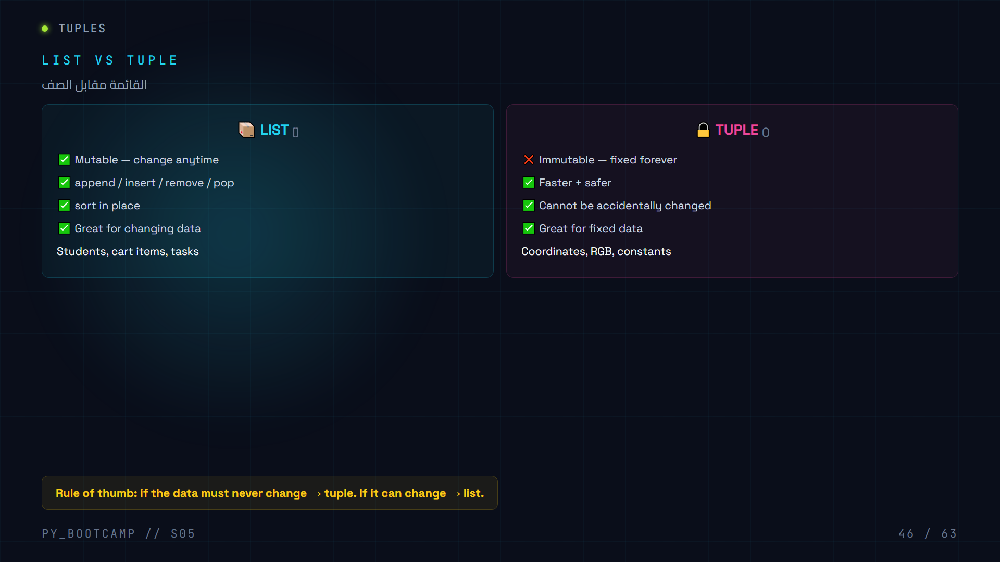 TUPLES
LIST VS TUPLE
القائمة مقابل الصف
📦 LIST []
✅ Mutable — change anytime
✅ append / insert / remove / pop
✅ sort in place
✅ Great for changing data
Students, cart items, tasks
🔒 TUPLE ()
❌ Immutable — fixed forever
✅ Faster + safer
✅ Cannot be accidentally changed
✅ Great for fixed data
Coordinates, RGB, constants
Rule of thumb: if the data must never change → tuple. If it can change → list.
PY_BOOTCAMP // S05
46 / 63